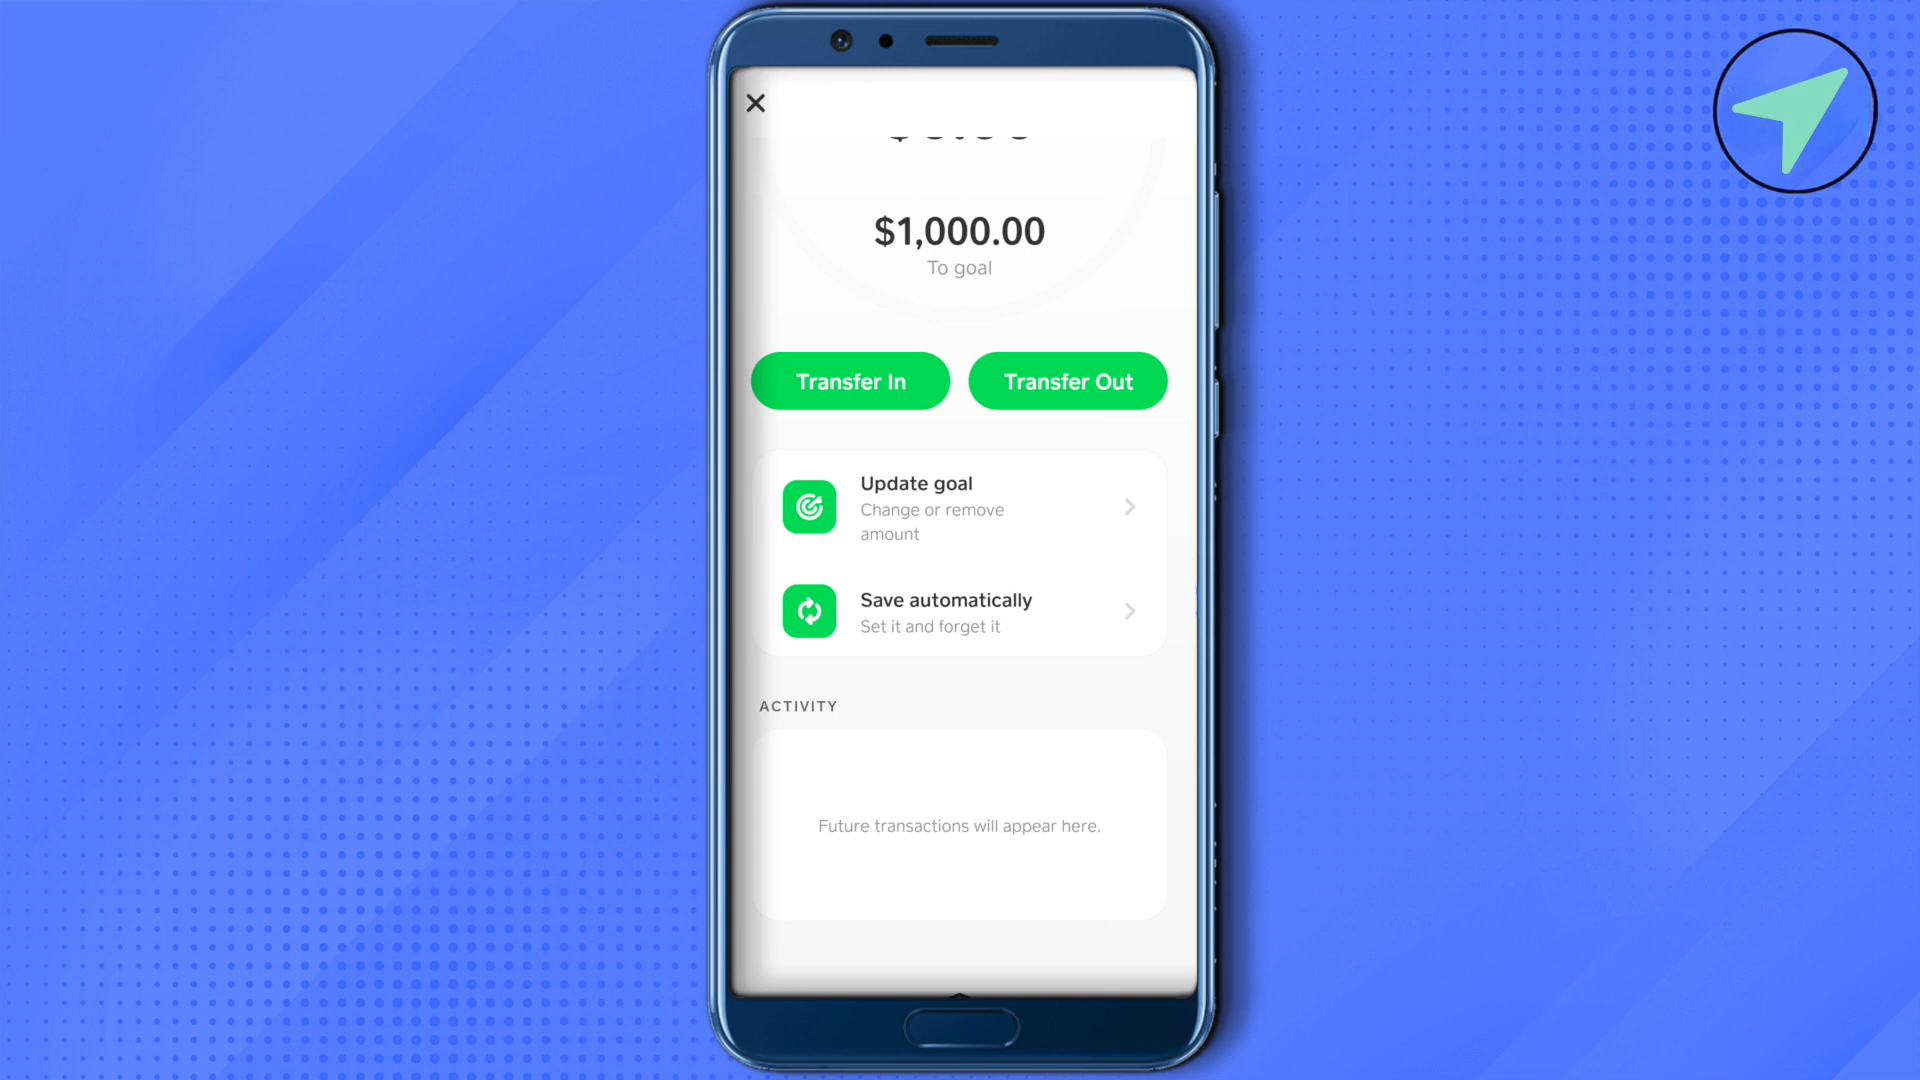 $1,000.00
To goal
Transfer In
Transfer Out
Update goal
Change or remove
amount
Save automatically
Set it and forget it
ACTIVITY
Future transactions will appear here.